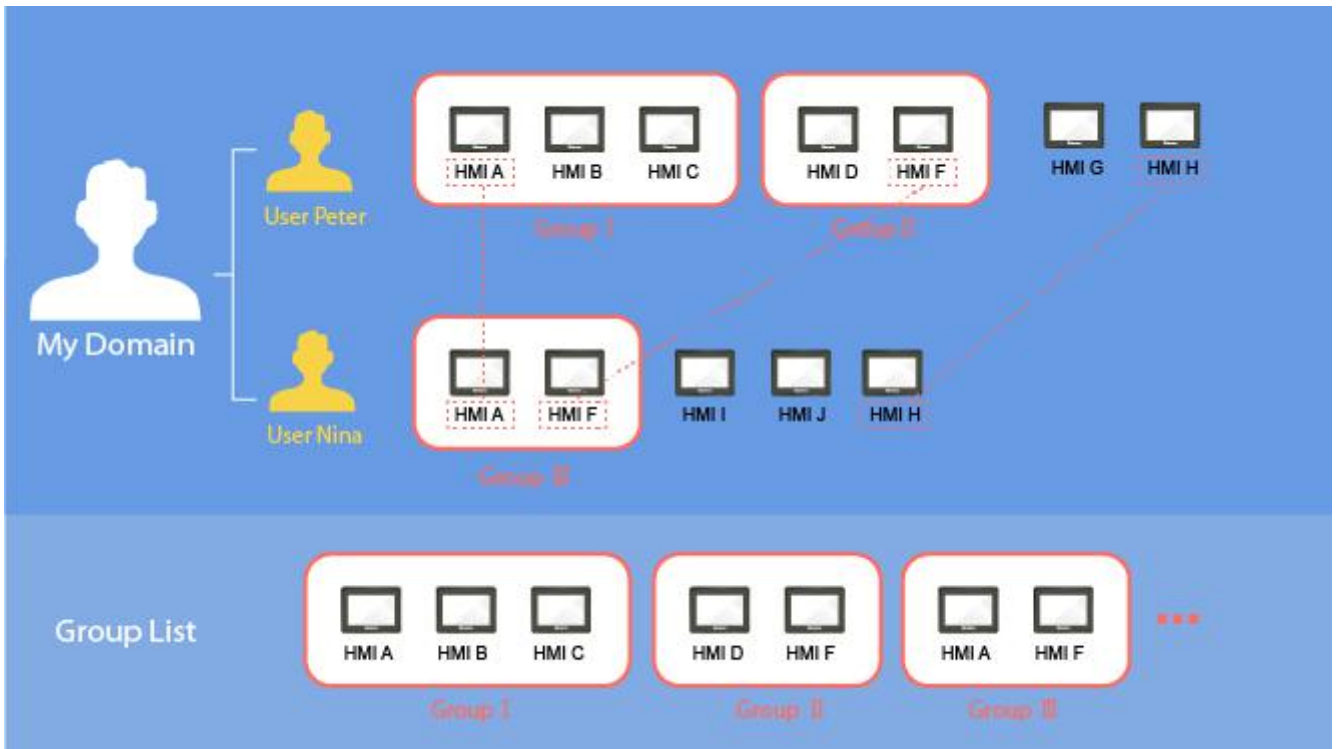 HMI A HMI B HMI C HMI D HMI F HMI G HMI H
User Peter
Group I Group II
My Domain
HMI A HMI F HMI I HMI J HMI H
User Nina
Group III
Group List
HMI A HMI B HMI C HMI D HMI F HMI A HMI F
Group I Group II Group III